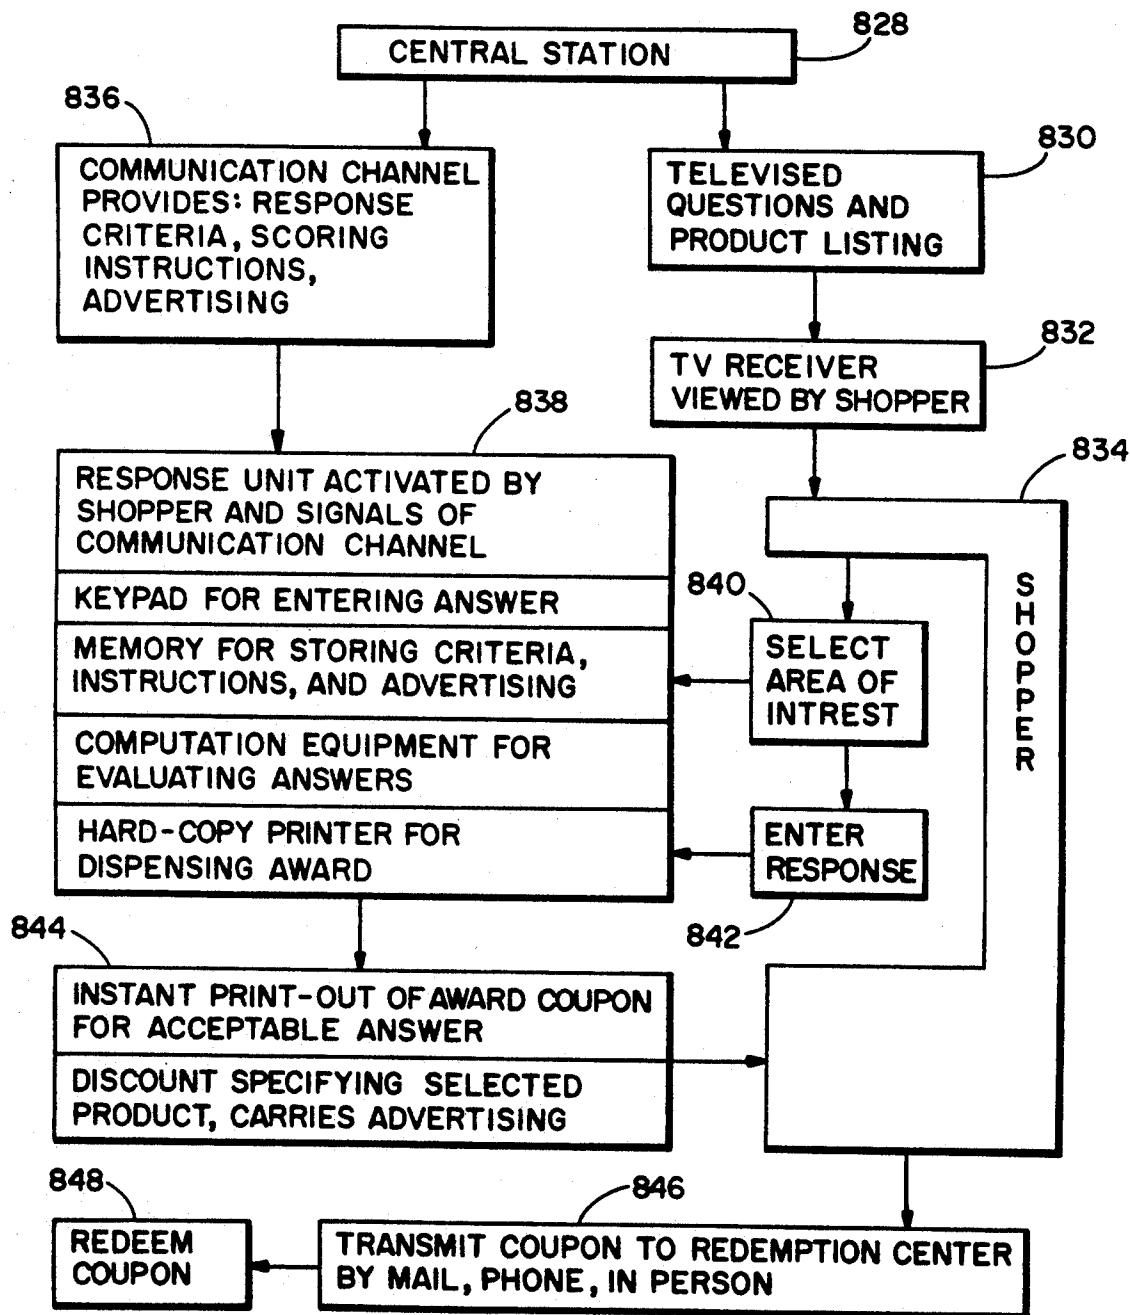 CENTRAL STATION
828
836
COMMUNICATION CHANNEL
PROVIDES: RESPONSE
CRITERIA, SCORING
INSTRUCTIONS,
ADVERTISING
830
TELEVISED
QUESTIONS AND
PRODUCT LISTING
832
TV RECEIVER
VIEWED BY SHOPPER
838
RESPONSE UNIT ACTIVATED BY
SHOPPER AND SIGNALS OF
COMMUNICATION CHANNEL
KEYPAD FOR ENTERING ANSWER
MEMORY FOR STORING CRITERIA,
INSTRUCTIONS, AND ADVERTISING
COMPUTATION EQUIPMENT FOR
EVALUATING ANSWERS
HARD-COPY PRINTER FOR
DISPENSING AWARD
834
SHOPPER
840
SELECT
AREA OF
INTREST
ENTER
RESPONSE
842
844
INSTANT PRINT-OUT OF AWARD COUPON
FOR ACCEPTABLE ANSWER
DISCOUNT SPECIFYING SELECTED
PRODUCT, CARRIES ADVERTISING
846
TRANSMIT COUPON TO REDEMPTION CENTER
BY MAIL, PHONE, IN PERSON
848
REDEEM
COUPON